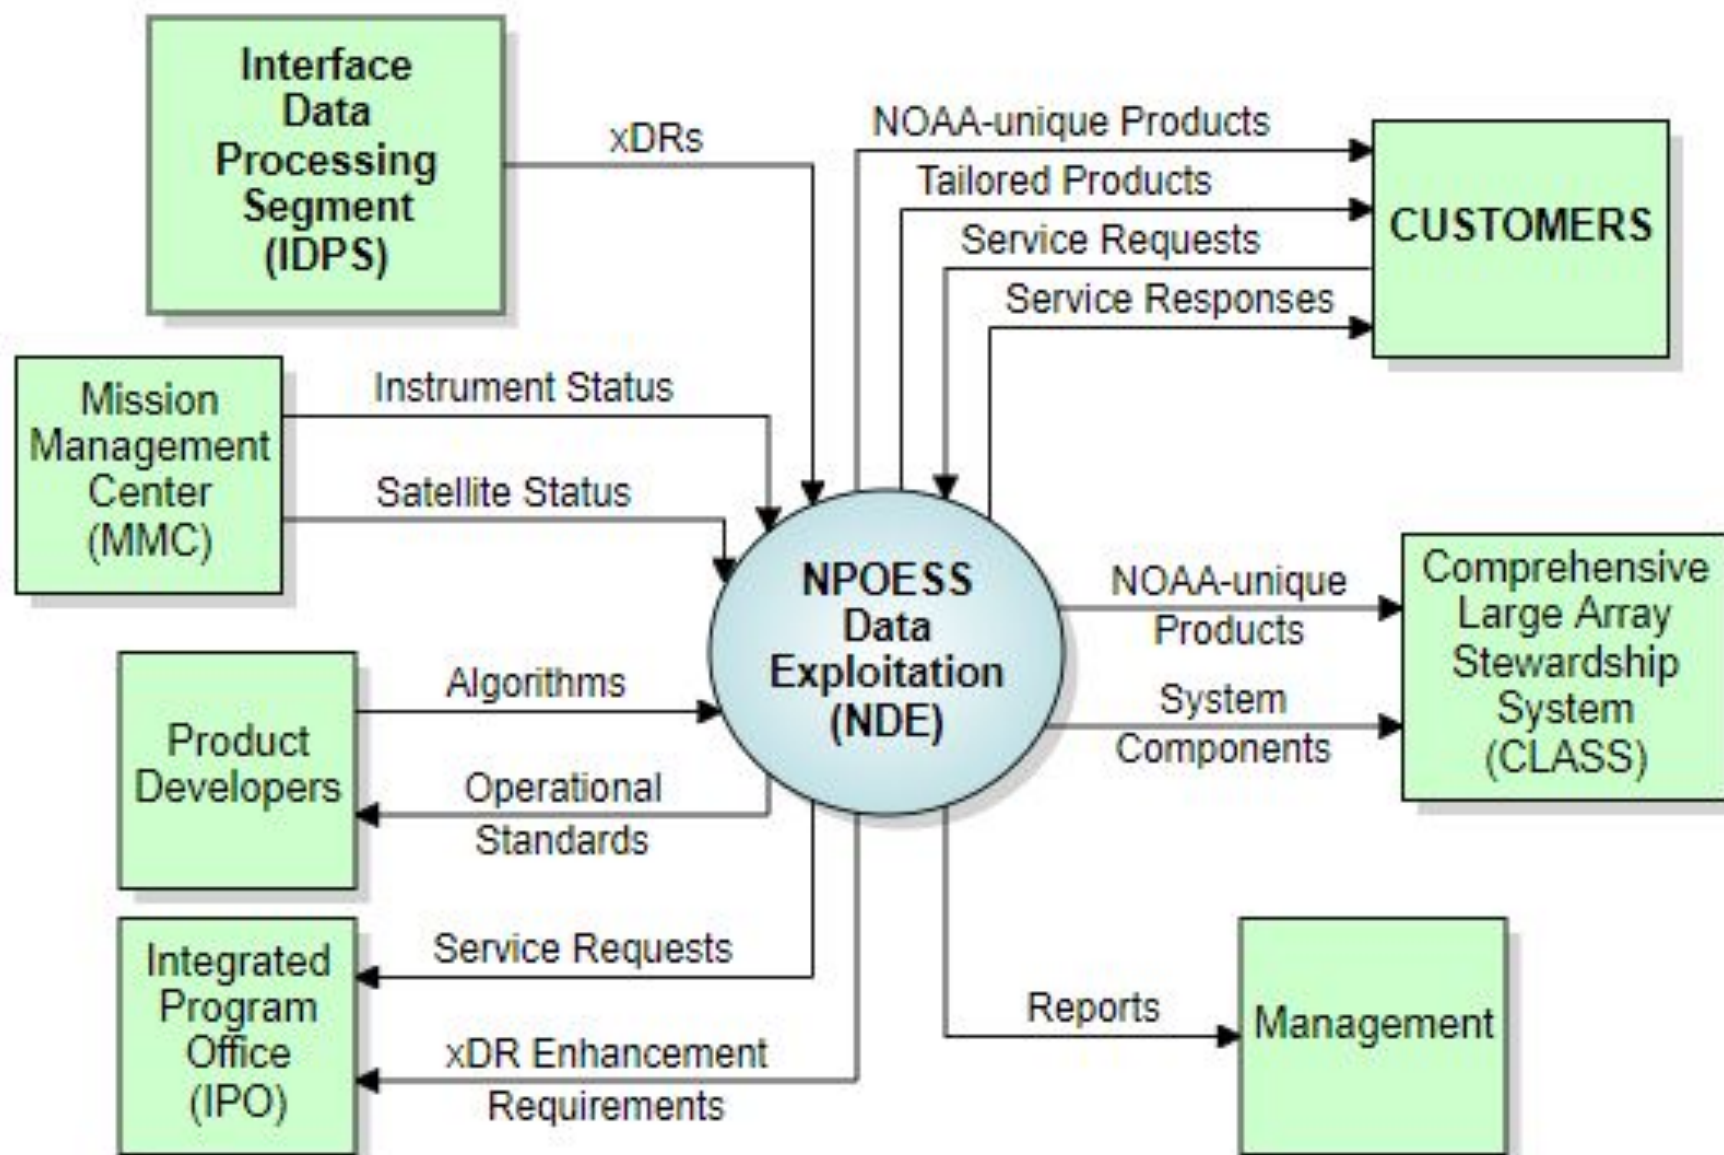 Interface
Data
Processing
Segment
(IDPS)
xDRs
NOAA-unique Products
Tailored Products
Service Requests
Service Responses
CUSTOMERS
Mission
Management
Center
(MMC)
Instrument Status
Satellite Status
NPOESS
Data
Exploitation
(NDE)
NOAA-unique
Products
System
Components
Comprehensive
Large Array
Stewardship
System
(CLASS)
Product
Developers
Algorithms
Operational
Standards
Integrated
Program
Office
(IPO)
Service Requests
xDR Enhancement
Requirements
Reports
Management